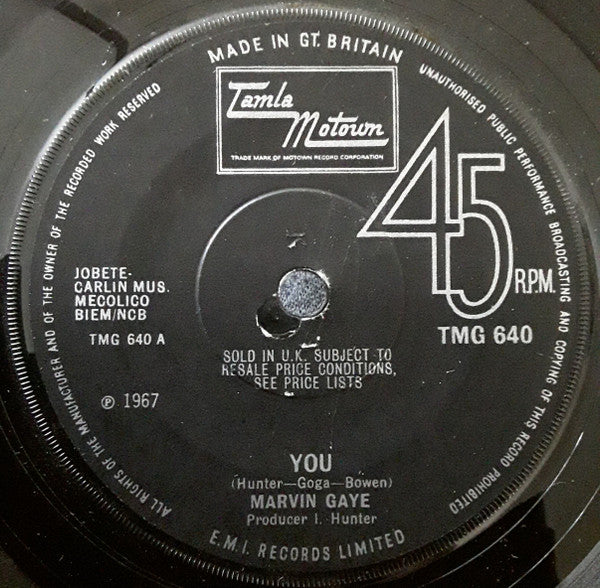 MADE IN GT. BRITAIN
UNAUTHORISED PUBLIC PERFORMANCE BROADCASTING AND COPYING OF THIS RECORD PROHIBITED
ALL RIGHTS OF THE MANUFACTURER AND OF THE OWNER OF THE RECORDED WORK RESERVED
Tamla
Motown
TRADE MARK OF MOTOWN RECORD CORPORATION
45
R.P.M.
TMG 640
JOBETE-
CARLIN MUS.
MECOLICO
BIEM/NCB
TMG 640 A
SOLD IN U.K. SUBJECT TO
RESALE PRICE CONDITIONS,
SEE PRICE LISTS
℗ 1967
YOU
(Hunter—Goga—Bowen)
MARVIN GAYE
Producer I. Hunter
E.M.I. RECORDS LIMITED